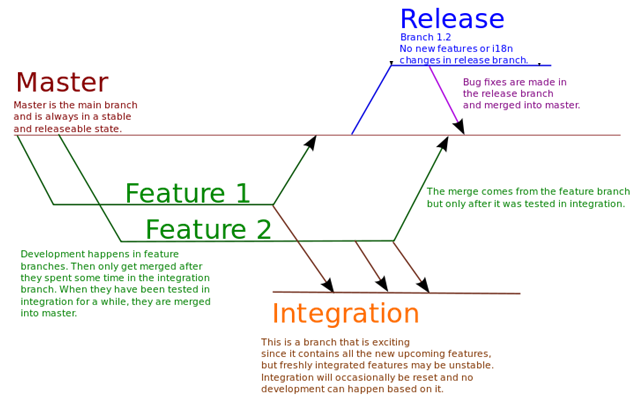 Release
Branch 1.2
No new features or i18n
changes in release branch.
Master
Master is the main branch
and is always in a stable
and releaseable state.
Bug fixes are made in
the release branch
and merged into master.
Feature 1
Feature 2
The merge comes from the feature branch
but only after it was tested in integration.
Development happens in feature
branches. Then only get merged after
they spent some time in the integration
branch. When they have been tested in
integration for a while, they are merged
into master.
Integration
This is a branch that is exciting
since it contains all the new upcoming features,
but freshly integrated features may be unstable.
Integration will occasionally be reset and no
development can happen based on it.